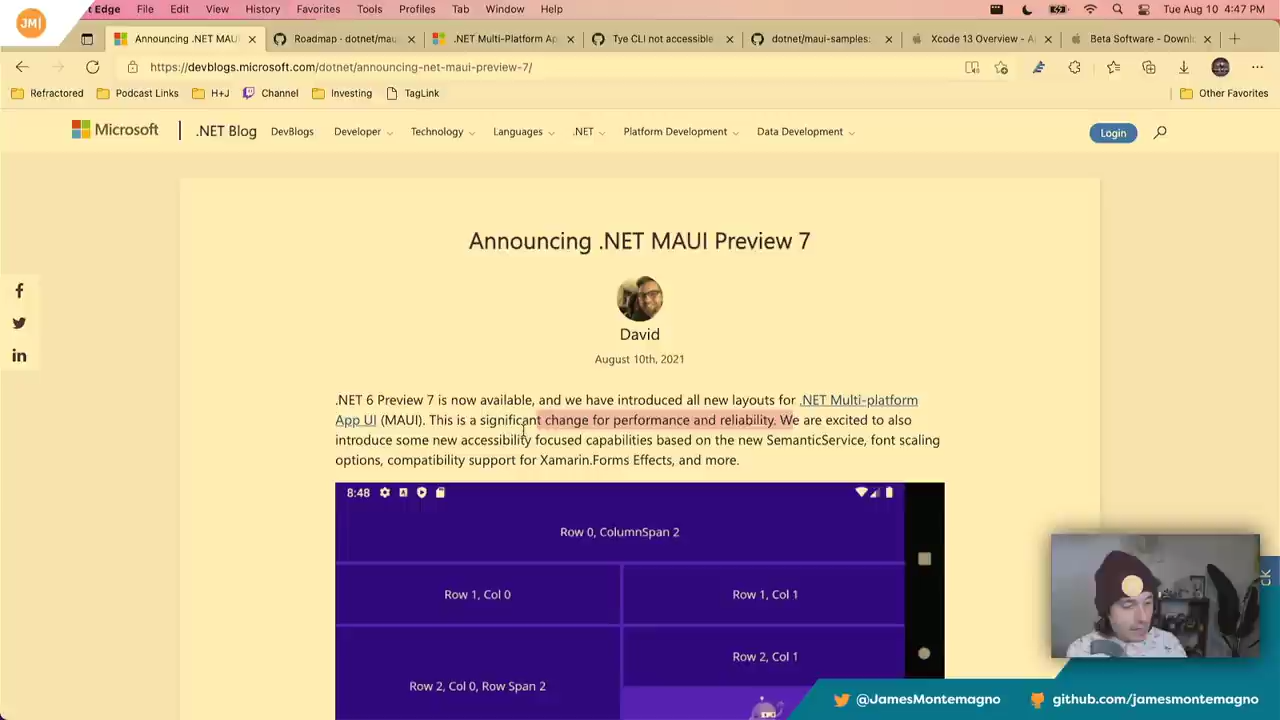 JM|
t Edge File Edit View History Favorites Tools Profiles Tab Window Help Tue Aug 10 4:47 PM
Announcing .NET MAU Roadmap - dotnet/mau .NET Multi-Platform Ap Tye CLI not accessible dotnet/maui-samples: Xcode 13 Overview - A Beta Software - Downl
https://devblogs.microsoft.com/dotnet/announcing-net-maui-preview-7/
Refractored Podcast Links H+J Channel Investing TagLink Other Favorites
Microsoft .NET Blog DevBlogs Developer Technology Languages .NET Platform Development Data Development Login
Announcing .NET MAUI Preview 7
David
August 10th, 2021
.NET 6 Preview 7 is now available, and we have introduced all new layouts for .NET Multi-platform
App UI (MAUI). This is a significant change for performance and reliability. We are excited to also
introduce some new accessibility focused capabilities based on the new SemanticService, font scaling
options, compatibility support for Xamarin.Forms Effects, and more.
8:48
Row 0, ColumnSpan 2
Row 1, Col 0 Row 1, Col 1
Row 2, Col 1
Row 2, Col 0, Row Span 2
.NET
CK
@JamesMontemagno github.com/jamesmontemagno